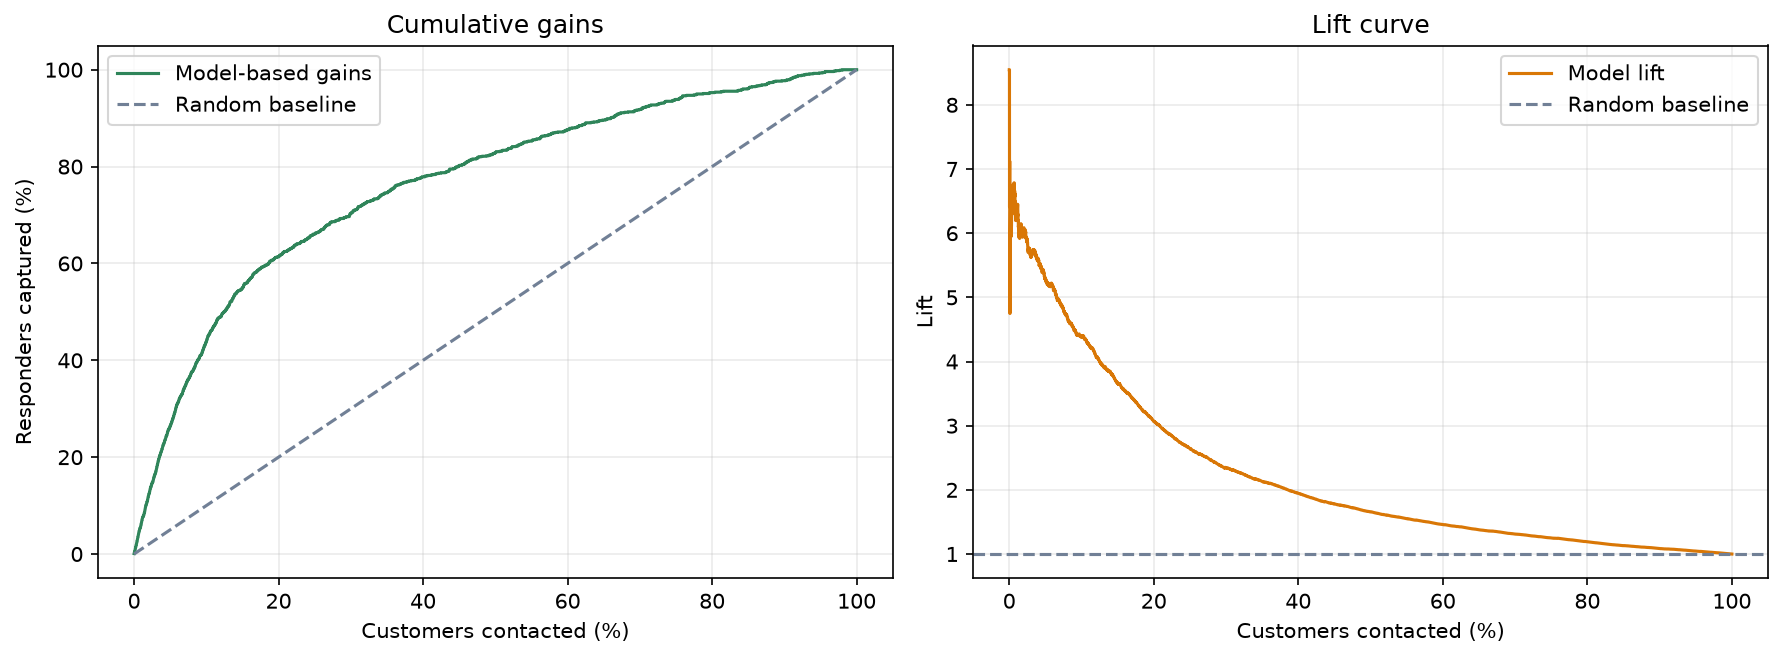 Cumulative gains
Model-based gains
Random baseline
Responders captured (%)
100
80
60
40
20
0
0 20 40 60 80 100
Customers contacted (%)
Lift curve
Model lift
Random baseline
Lift
8
7
6
5
4
3
2
1
0 20 40 60 80 100
Customers contacted (%)